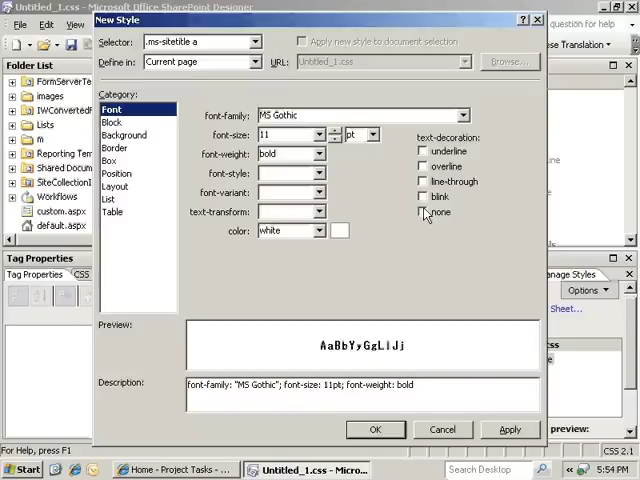 Untitled_1.css - Microsoft Office SharePoint Designer
File Edit
question for help
New Style
Selector: .ms-sitetitle a
Apply new style to document selection
Define in: Current page
URL: Untitled_1.css
Browse...
Chinese Translation
Folder List
FormServerTe
images
IWConvertedF
Lists
m
Reporting Tem
Shared Docum
SiteCollectionI
Workflows
custom.aspx
default.aspx
Category:
Font
Block
Background
Border
Box
Position
Layout
List
Table
font-family: MS Gothic
font-size: 11 pt
font-weight: bold
font-style:
font-variant:
text-transform:
color: white
text-decoration:
underline
overline
line-through
blink
none
Tag Properties CSS
anage Styles
Options
Sheet...
css
preview:
Preview:
AaBbYyGgLlJj
Description:
font-family: "MS Gothic"; font-size: 11pt; font-weight: bold
OK Cancel Apply
For Help, press F1
CSS 2.1
Start
Home - Project Tasks - ...
Untitled_1.css - Micros...
Search Desktop
5:54 PM